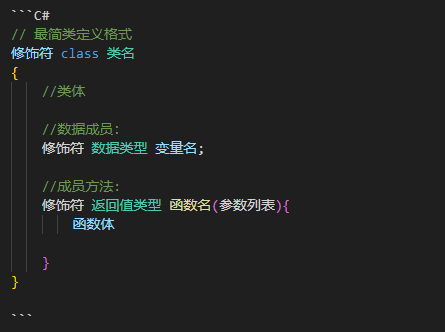 ```C#
// 最简类定义格式
修饰符 class 类名
{
//类体
//数据成员:
修饰符 数据类型 变量名;
//成员方法:
修饰符 返回值类型 函数名(参数列表){
函数体
}
}
```